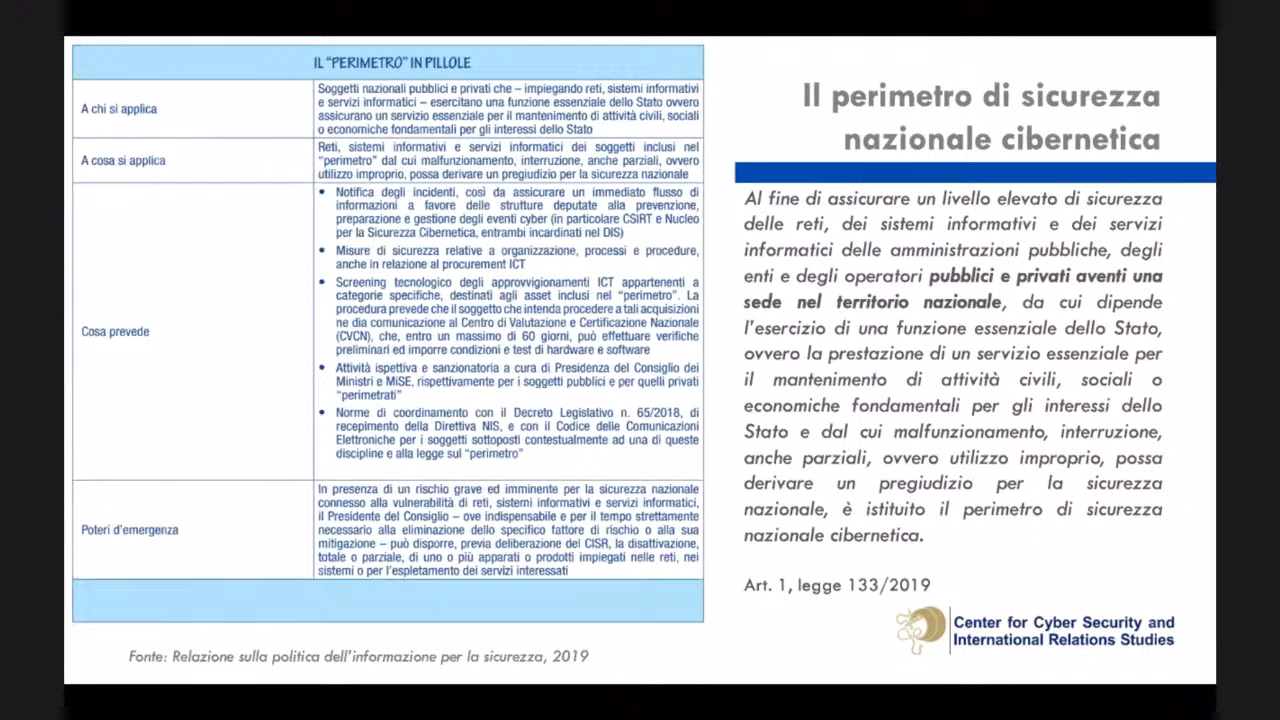 IL “PERIMETRO” IN PILLOLE
A chi si applica
Soggetti nazionali pubblici e privati che – impiegando reti, sistemi informativi
e servizi informatici – esercitano una funzione essenziale dello Stato ovvero
assicurano un servizio essenziale per il mantenimento di attività civili, sociali
o economiche fondamentali per gli interessi dello Stato
A cosa si applica
Reti, sistemi informativi e servizi informatici dei soggetti inclusi nel
“perimetro” dal cui malfunzionamento, interruzione, anche parziali, ovvero
utilizzo improprio, possa derivare un pregiudizio per la sicurezza nazionale
Cosa prevede
• Notifica degli incidenti, così da assicurare un immediato flusso di
informazioni a favore delle strutture deputate alla prevenzione,
preparazione e gestione degli eventi cyber (in particolare CSIRT e Nucleo
per la Sicurezza Cibernetica, entrambi incardinati nel DIS)
• Misure di sicurezza relative a organizzazione, processi e procedure,
anche in relazione al procurement ICT
• Screening tecnologico degli approvvigionamenti ICT appartenenti a
categorie specifiche, destinati agli asset inclusi nel “perimetro”. La
procedura prevede che il soggetto che intenda procedere a tali acquisizioni
ne dia comunicazione al Centro di Valutazione e Certificazione Nazionale
(CVCN), che, entro un massimo di 60 giorni, può effettuare verifiche
preliminari ed imporre condizioni e test di hardware e software
• Attività ispettiva e sanzionatoria a cura di Presidenza del Consiglio dei
Ministri e MiSE, rispettivamente per i soggetti pubblici e per quelli privati
“perimetrati”
• Norme di coordinamento con il Decreto Legislativo n. 65/2018, di
recepimento della Direttiva NIS, e con il Codice delle Comunicazioni
Elettroniche per i soggetti sottoposti contestualmente ad una di queste
discipline e alla legge sul “perimetro”
Poteri d’emergenza
In presenza di un rischio grave ed imminente per la sicurezza nazionale
connesso alla vulnerabilità di reti, sistemi informativi e servizi informatici,
il Presidente del Consiglio – ove indispensabile e per il tempo strettamente
necessario alla eliminazione dello specifico fattore di rischio o alla sua
mitigazione – può disporre, previa deliberazione del CISR, la disattivazione,
totale o parziale, di uno o più apparati o prodotti impiegati nelle reti, nei
sistemi o per l’espletamento dei servizi interessati
Fonte: Relazione sulla politica dell’informazione per la sicurezza, 2019
Il perimetro di sicurezza
nazionale cibernetica
Al fine di assicurare un livello elevato di sicurezza
delle reti, dei sistemi informativi e dei servizi
informatici delle amministrazioni pubbliche, degli
enti e degli operatori pubblici e privati aventi una
sede nel territorio nazionale, da cui dipende
l’esercizio di una funzione essenziale dello Stato,
ovvero la prestazione di un servizio essenziale per
il mantenimento di attività civili, sociali o
economiche fondamentali per gli interessi dello
Stato e dal cui malfunzionamento, interruzione,
anche parziali, ovvero utilizzo improprio, possa
derivare un pregiudizio per la sicurezza
nazionale, è istituito il perimetro di sicurezza
nazionale cibernetica.
Art. 1, legge 133/2019
Center for Cyber Security and
International Relations Studies